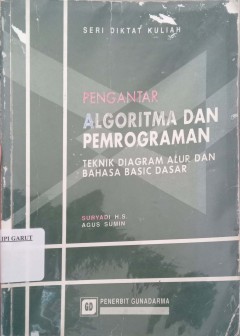 SERI DIKTAT KULIAH
PENGANTAR
ALGORITMA DAN
PEMROGRAMAN
TEKNIK DIAGRAM ALUR DAN
BAHASA BASIC DASAR
SURYADI H.S.
AGUS SUMIN
IPI GARUT
GD
PENERBIT GUNADARMA